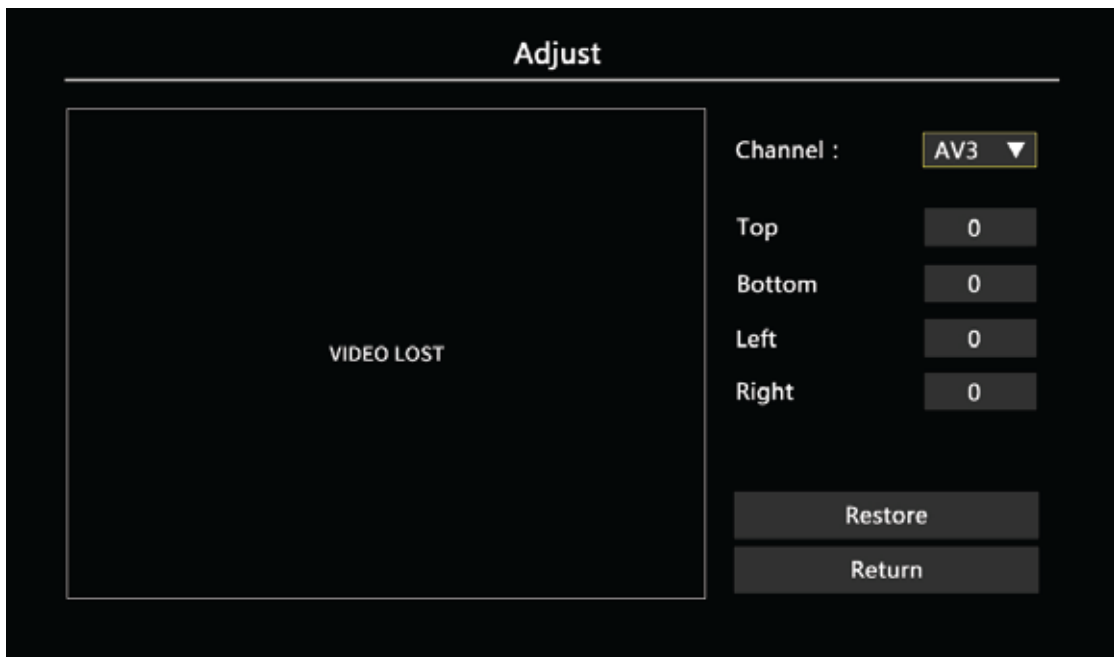 Adjust
Channel : AV3 ▼
Top 0
Bottom 0
VIDEO LOST
Left 0
Right 0
Restore
Return